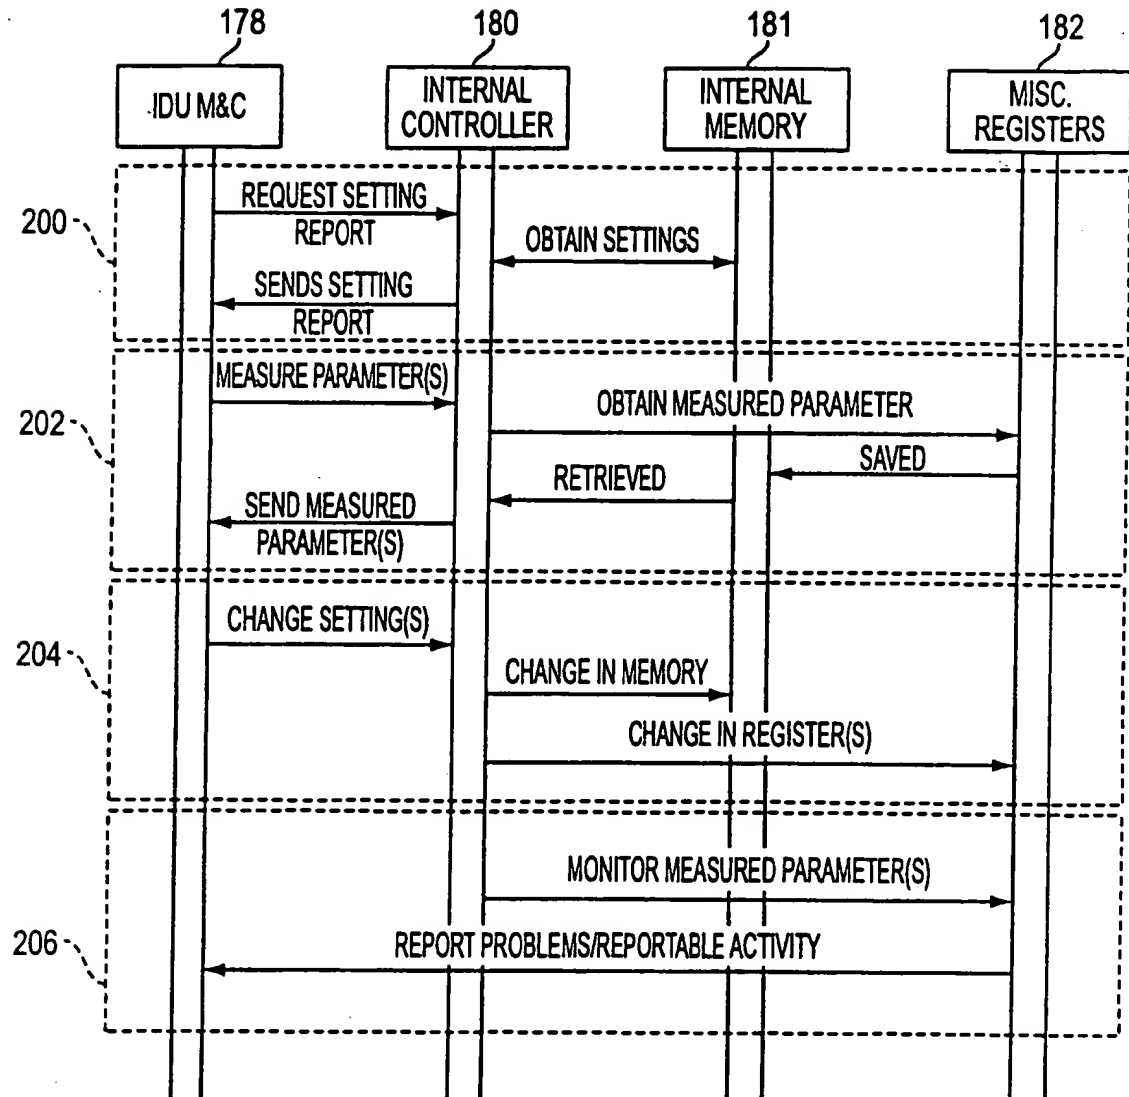 178
180
181
182
IDU M&C
INTERNAL
CONTROLLER
INTERNAL
MEMORY
MISC.
REGISTERS
200
REQUEST SETTING
REPORT
OBTAIN SETTINGS
SENDS SETTING
REPORT
202
MEASURE PARAMETER(S)
OBTAIN MEASURED PARAMETER
SAVED
RETRIEVED
SEND MEASURED
PARAMETER(S)
204
CHANGE SETTING(S)
CHANGE IN MEMORY
CHANGE IN REGISTER(S)
206
MONITOR MEASURED PARAMETER(S)
REPORT PROBLEMS/REPORTABLE ACTIVITY